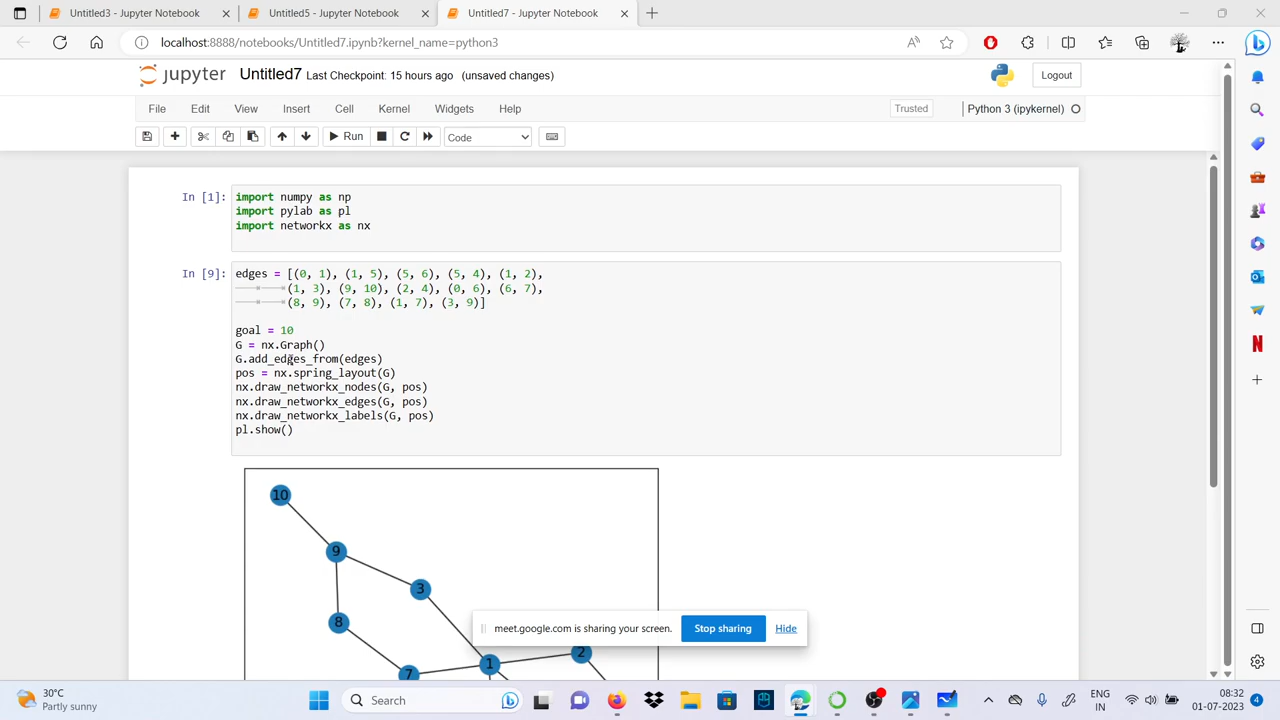 Untitled3 - Jupyter Notebook
Untitled5 - Jupyter Notebook
Untitled7 - Jupyter Notebook
localhost:8888/notebooks/Untitled7.ipynb?kernel_name=python3
jupyter Untitled7 Last Checkpoint: 15 hours ago (unsaved changes)
Logout
File Edit View Insert Cell Kernel Widgets Help
Trusted
Python 3 (ipykernel)
Run
Code
In [1]:
import numpy as np
import pylab as pl
import networkx as nx
In [9]:
edges = [(0, 1), (1, 5), (5, 6), (5, 4), (1, 2),
(1, 3), (9, 10), (2, 4), (0, 6), (6, 7),
(8, 9), (7, 8), (1, 7), (3, 9)]
goal = 10
G = nx.Graph()
G.add_edges_from(edges)
pos = nx.spring_layout(G)
nx.draw_networkx_nodes(G, pos)
nx.draw_networkx_edges(G, pos)
nx.draw_networkx_labels(G, pos)
pl.show()
10
9
3
8
meet.google.com is sharing your screen.
Stop sharing
Hide
2
1
7
30°C
Partly sunny
Search
ENG
IN
08:32
01-07-2023
4